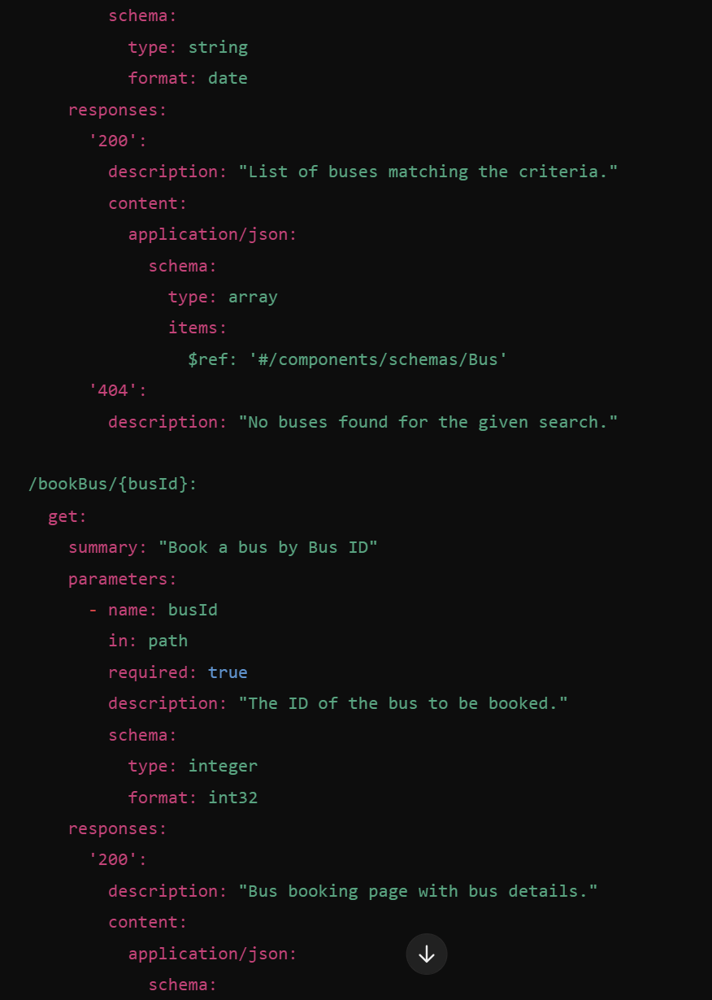 schema:
type: string
format: date
responses:
'200':
description: "List of buses matching the criteria."
content:
application/json:
schema:
type: array
items:
$ref: '#/components/schemas/Bus'
'404':
description: "No buses found for the given search."
/bookBus/{busId}:
get:
summary: "Book a bus by Bus ID"
parameters:
- name: busId
in: path
required: true
description: "The ID of the bus to be booked."
schema:
type: integer
format: int32
responses:
'200':
description: "Bus booking page with bus details."
content:
application/json:
schema: